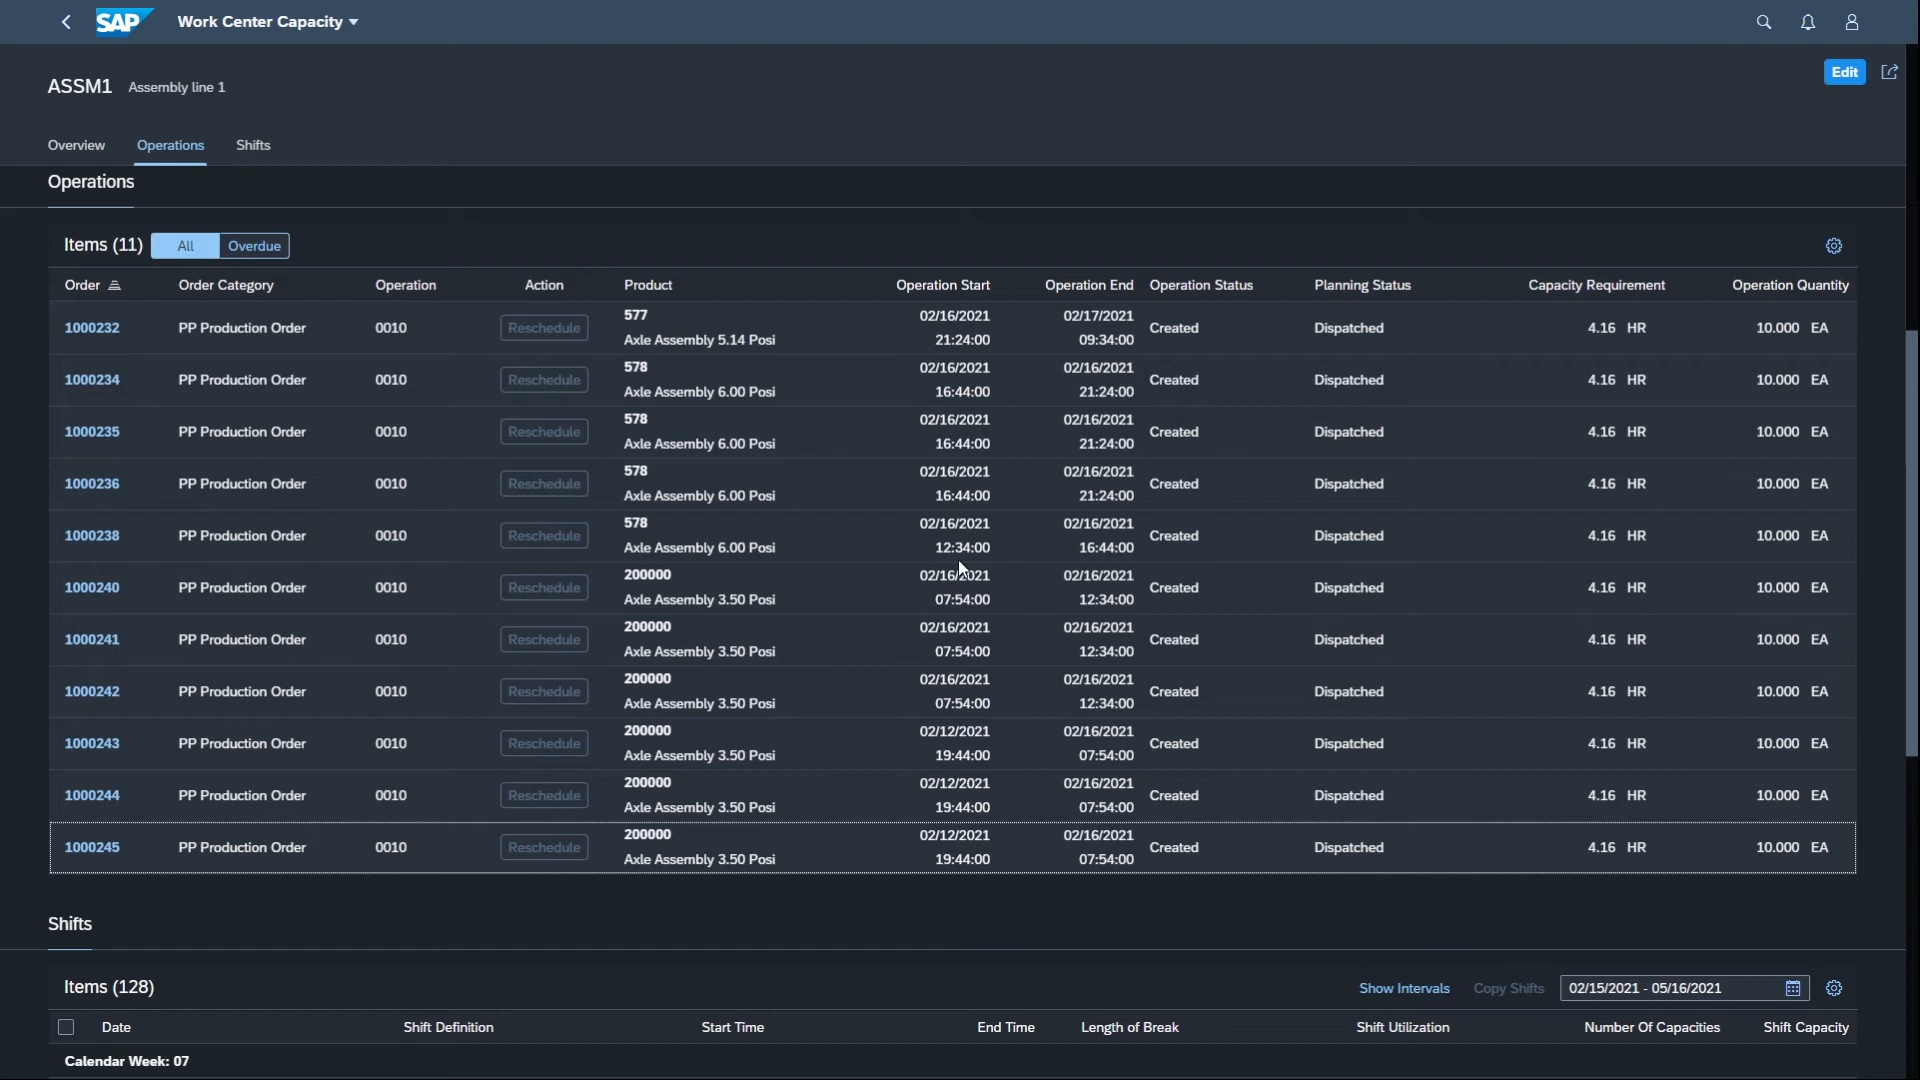 SAP Work Center Capacity
ASSM1 Assembly line 1
Edit
Overview Operations Shifts
Operations
Items (11) All Overdue
Order Order Category Operation Action Product Operation Start Operation End Operation Status Planning Status Capacity Requirement Operation Quantity
577 02/16/2021 02/17/2021
1000232 PP Production Order 0010 Reschedule Created Dispatched 4.16 HR 10.000 EA
Axle Assembly 5.14 Posi 21:24:00 09:34:00
578 02/16/2021 02/16/2021
1000234 PP Production Order 0010 Reschedule Created Dispatched 4.16 HR 10.000 EA
Axle Assembly 6.00 Posi 16:44:00 21:24:00
578 02/16/2021 02/16/2021
1000235 PP Production Order 0010 Reschedule Created Dispatched 4.16 HR 10.000 EA
Axle Assembly 6.00 Posi 16:44:00 21:24:00
578 02/16/2021 02/16/2021
1000236 PP Production Order 0010 Reschedule Created Dispatched 4.16 HR 10.000 EA
Axle Assembly 6.00 Posi 16:44:00 21:24:00
578 02/16/2021 02/16/2021
1000238 PP Production Order 0010 Reschedule Created Dispatched 4.16 HR 10.000 EA
Axle Assembly 6.00 Posi 12:34:00 16:44:00
200000 02/16/2021 02/16/2021
1000240 PP Production Order 0010 Reschedule Created Dispatched 4.16 HR 10.000 EA
Axle Assembly 3.50 Posi 07:54:00 12:34:00
200000 02/16/2021 02/16/2021
1000241 PP Production Order 0010 Reschedule Created Dispatched 4.16 HR 10.000 EA
Axle Assembly 3.50 Posi 07:54:00 12:34:00
200000 02/16/2021 02/16/2021
1000242 PP Production Order 0010 Reschedule Created Dispatched 4.16 HR 10.000 EA
Axle Assembly 3.50 Posi 07:54:00 12:34:00
200000 02/12/2021 02/16/2021
1000243 PP Production Order 0010 Reschedule Created Dispatched 4.16 HR 10.000 EA
Axle Assembly 3.50 Posi 19:44:00 07:54:00
200000 02/12/2021 02/16/2021
1000244 PP Production Order 0010 Reschedule Created Dispatched 4.16 HR 10.000 EA
Axle Assembly 3.50 Posi 19:44:00 07:54:00
200000 02/12/2021 02/16/2021
1000245 PP Production Order 0010 Reschedule Created Dispatched 4.16 HR 10.000 EA
Axle Assembly 3.50 Posi 19:44:00 07:54:00
Shifts
Items (128) Show Intervals Copy Shifts 02/15/2021 - 05/16/2021
Date Shift Definition Start Time End Time Length of Break Shift Utilization Number Of Capacities Shift Capacity
Calendar Week: 07